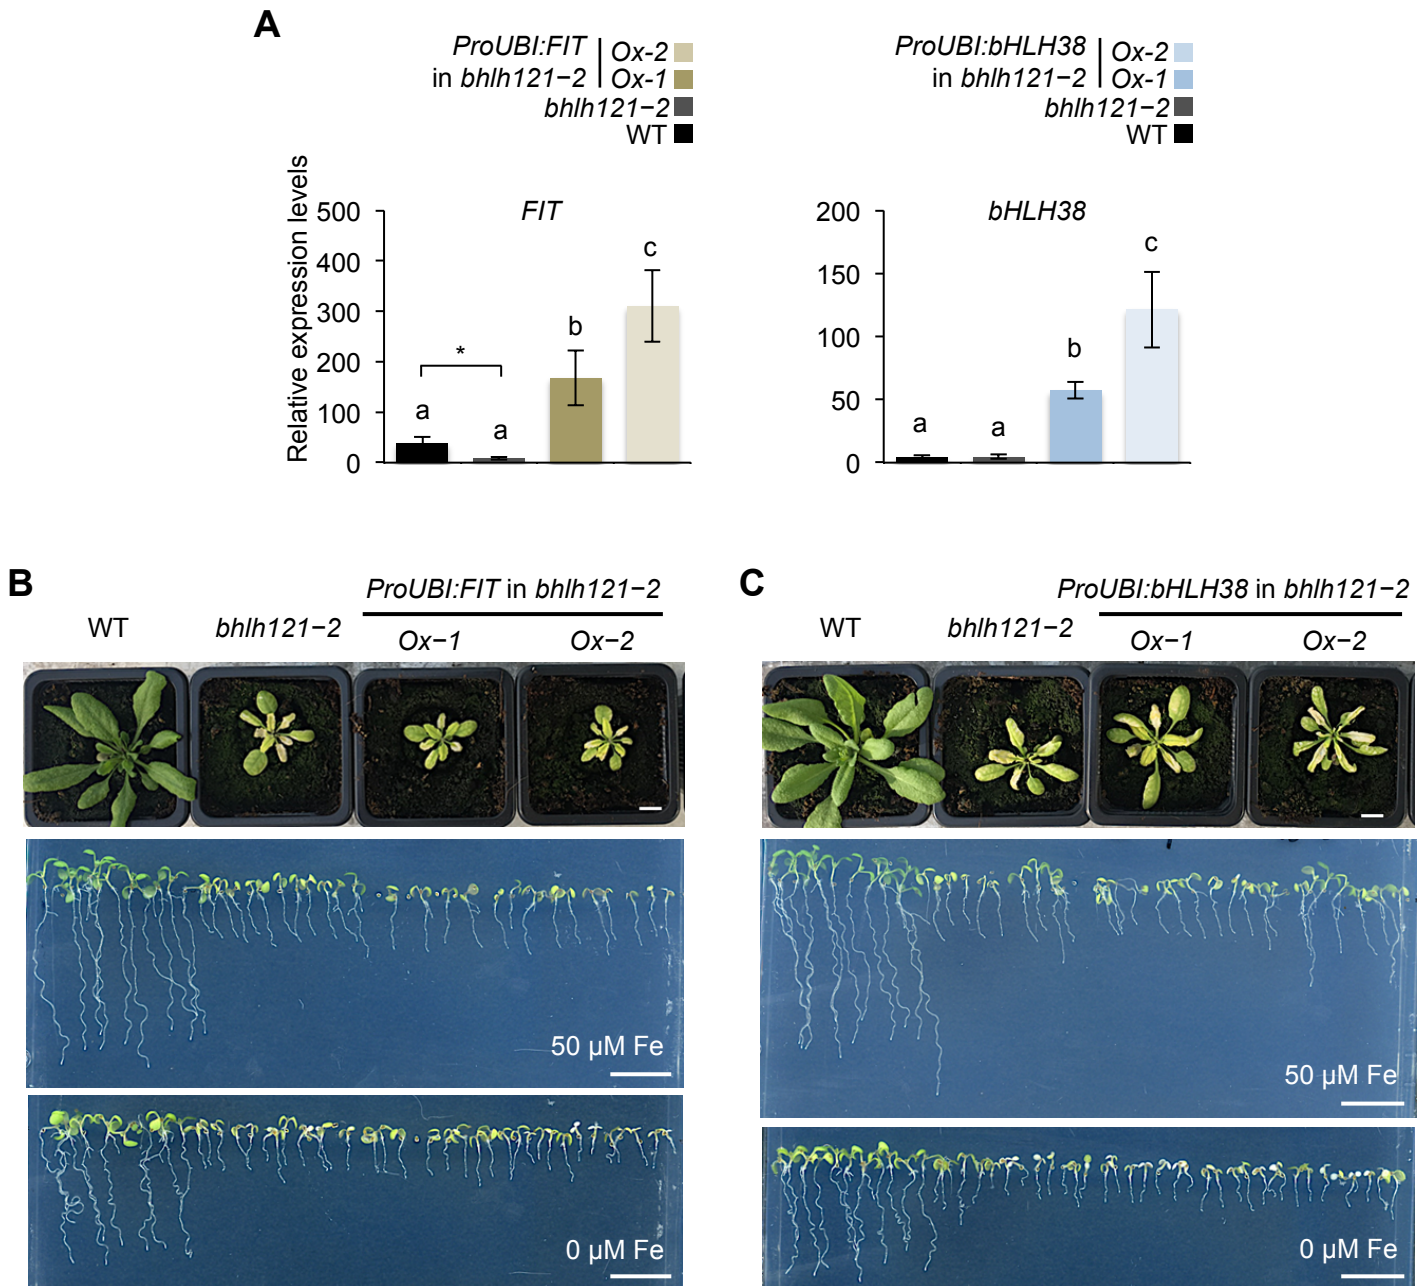 A
ProUBI:FIT
in bhlh121−2
Ox-2
Ox-1
bhlh121−2
WT
ProUBI:bHLH38
in bhlh121−2
Ox-2
Ox-1
bhlh121−2
WT
Relative expression levels
FIT
500
400
300
200
100
0
a
*
a
b
c
bHLH38
200
150
100
50
0
a
a
b
c
B
ProUBI:FIT in bhlh121−2
WT
bhlh121−2
Ox−1
Ox−2
50 µM Fe
0 µM Fe
C
ProUBI:bHLH38 in bhlh121−2
WT
bhlh121−2
Ox−1
Ox−2
50 µM Fe
0 µM Fe